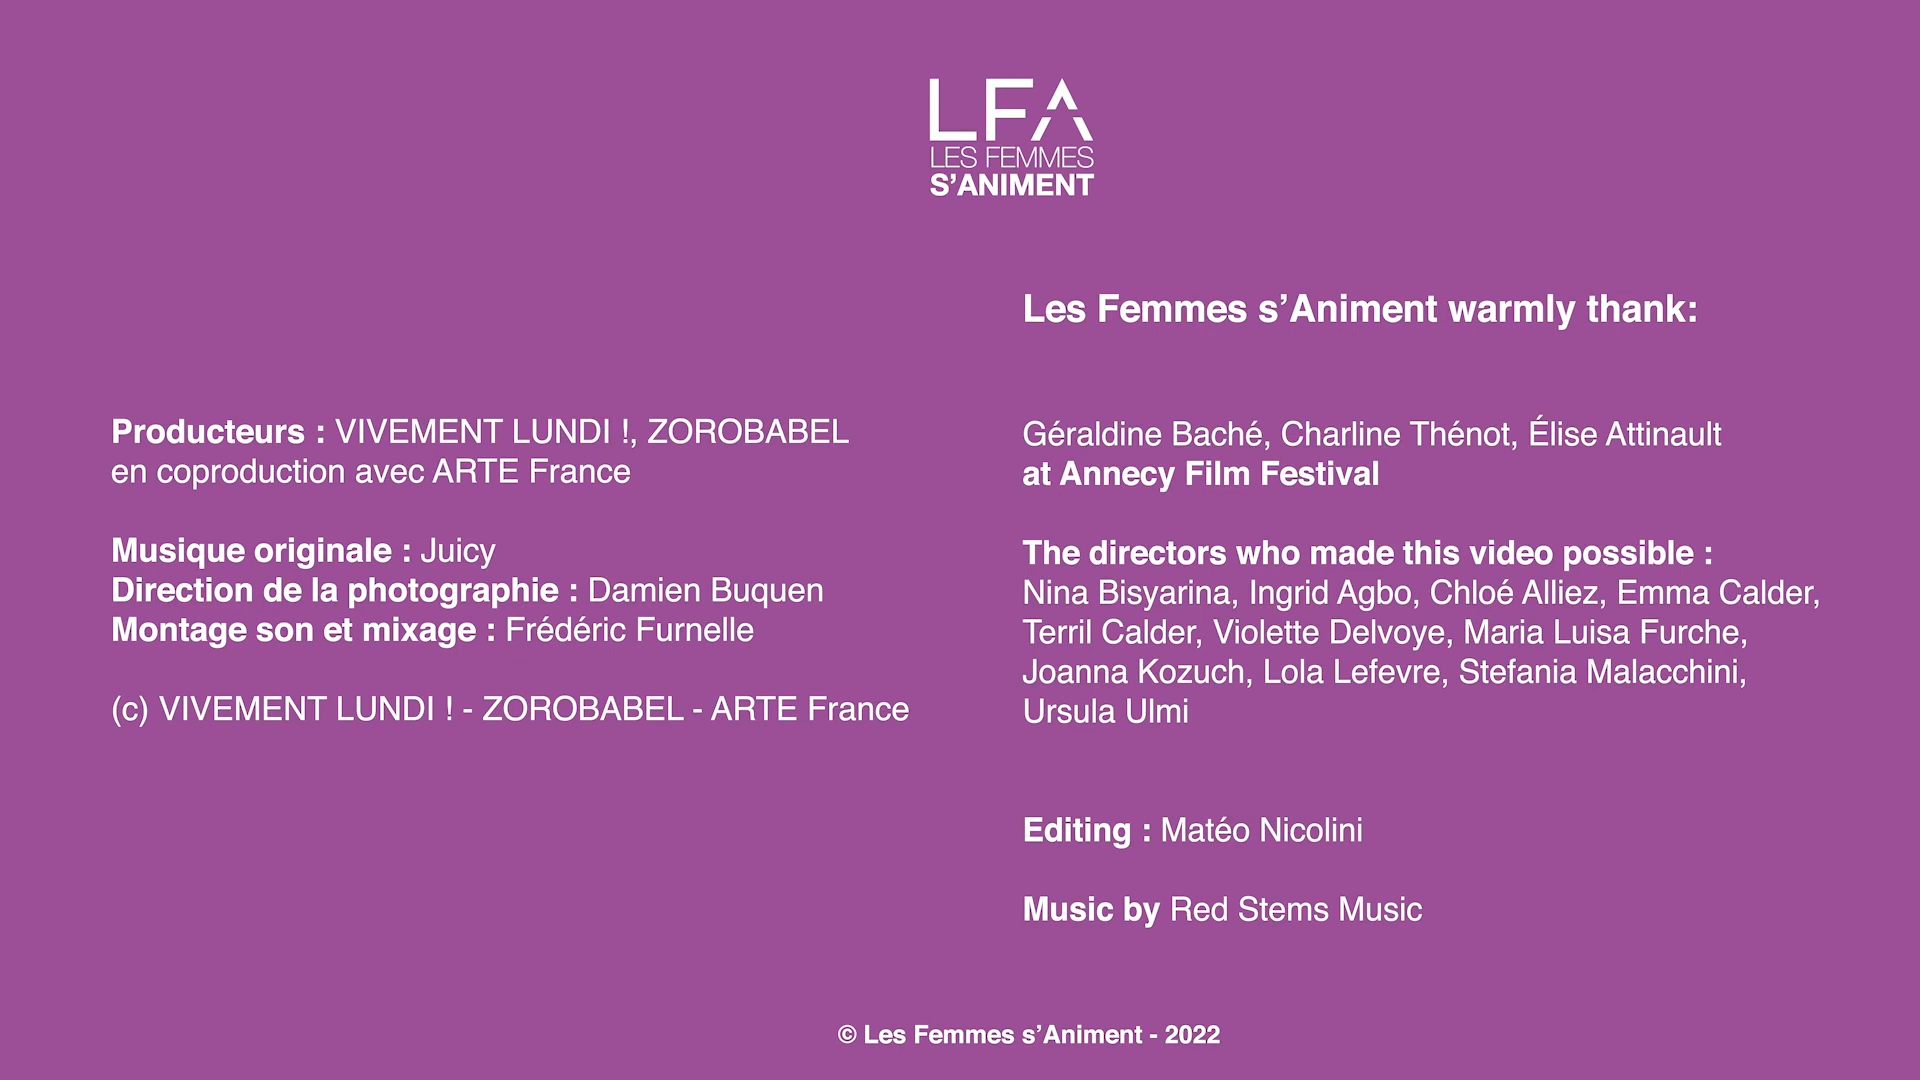 LFA
LES FEMMES
S’ANIMENT
Producteurs : VIVEMENT LUNDI !, ZOROBABEL
en coproduction avec ARTE France
Musique originale : Juicy
Direction de la photographie : Damien Buquen
Montage son et mixage : Frédéric Furnelle
(c) VIVEMENT LUNDI ! - ZOROBABEL - ARTE France
Les Femmes s’Animent warmly thank:
Géraldine Baché, Charline Thénot, Élise Attinault
at Annecy Film Festival
The directors who made this video possible :
Nina Bisyarina, Ingrid Agbo, Chloé Alliez, Emma Calder,
Terril Calder, Violette Delvoye, Maria Luisa Furche,
Joanna Kozuch, Lola Lefevre, Stefania Malacchini,
Ursula Ulmi
Editing : Matéo Nicolini
Music by Red Stems Music
© Les Femmes s’Animent - 2022